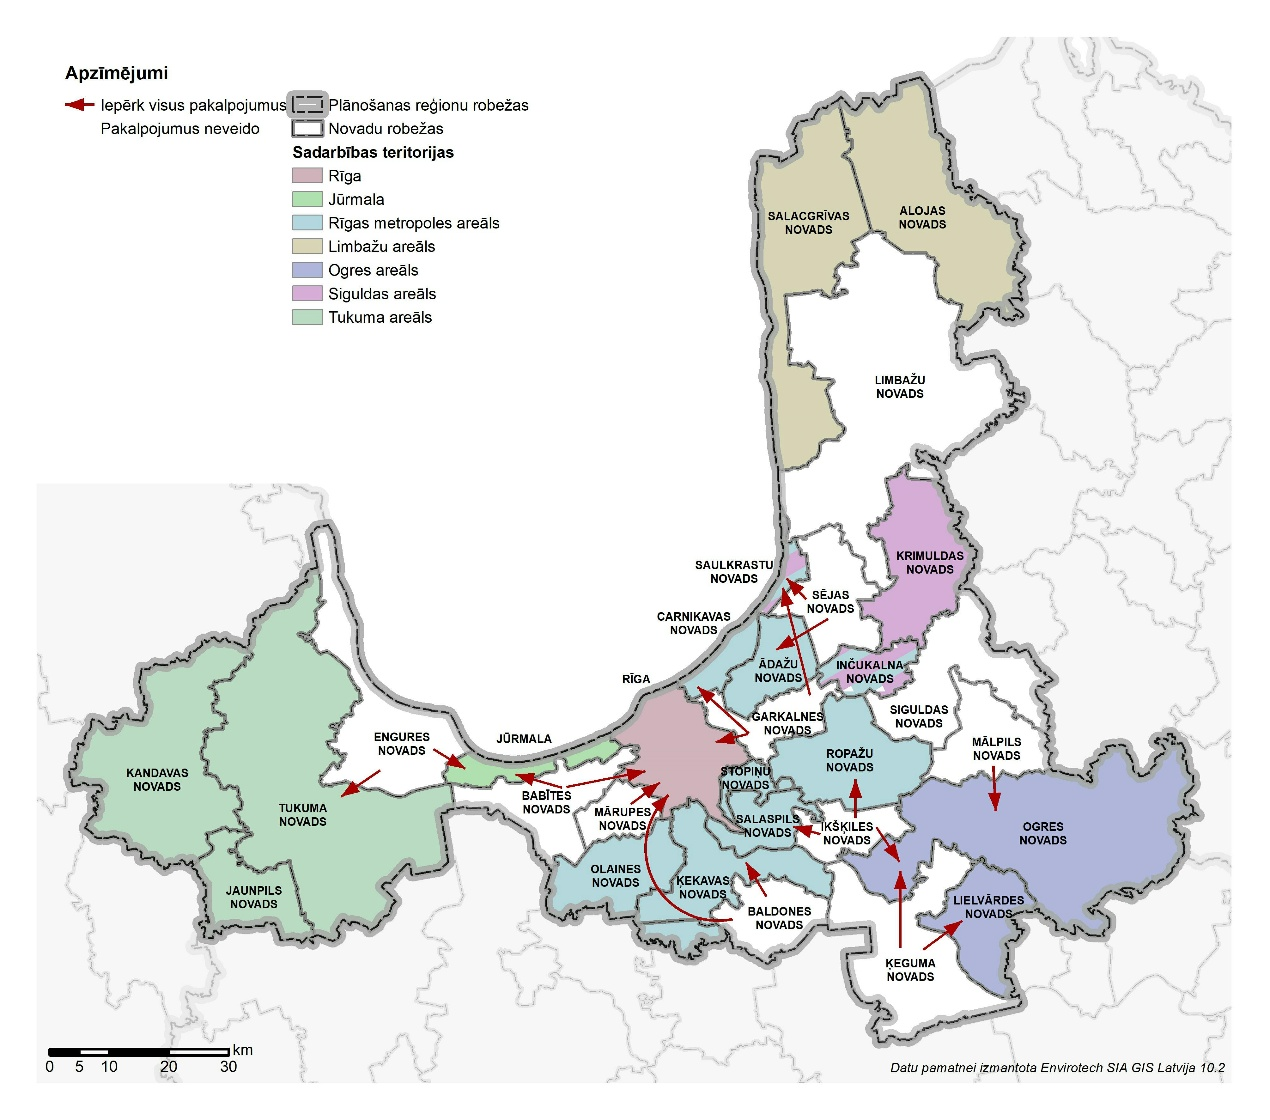 Apzīmējumi
Iepērk visus pakalpojumus
Pakalpojumus neveido
Plānošanas reģionu robežas
Novadu robežas
Sadarbības teritorijas
Rīga
Jūrmala
Rīgas metropoles areāls
Limbažu areāls
Ogres areāls
Siguldas areāls
Tukuma areāls
SALACGRĪVAS
NOVADS
ALOJAS
NOVADS
LIMBAŽU
NOVADS
KRIMULDAS
NOVADS
SAULKRASTU
NOVADS
SĒJAS
NOVADS
CARNIKAVAS
NOVADS
ĀDAŽU
NOVADS
INČUKALNA
NOVADS
RĪGA
GARKALNES
NOVADS
SIGULDAS
NOVADS
MĀLPILS
NOVADS
ENGURES
NOVADS
JŪRMALA
ROPAŽU
NOVADS
STOPIŅU
NOVADS
KANDAVAS
NOVADS
TUKUMA
NOVADS
BABĪTES
NOVADS
MĀRUPES
NOVADS
SALASPILS
NOVADS
IKŠĶILES
NOVADS
OGRES
NOVADS
JAUNPILS
NOVADS
OLAINES
NOVADS
ĶEKAVAS
NOVADS
BALDONES
NOVADS
LIELVĀRDES
NOVADS
ĶEGUMA
NOVADS
km
0 5 10 20 30
Datu pamatnei izmantota Envirotech SIA GIS Latvija 10.2